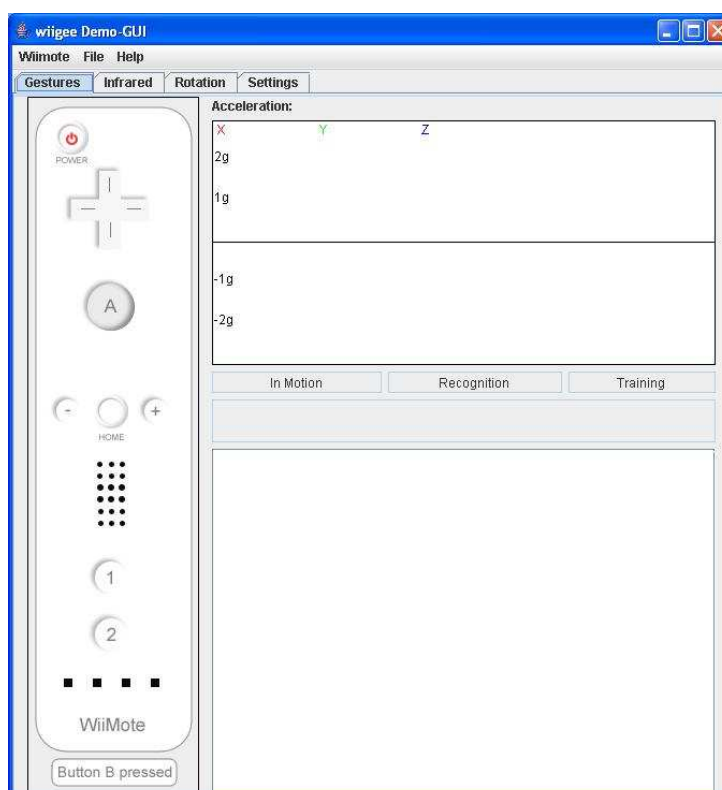 wiigee Demo-GUI
Wiimote File Help
Gestures Infrared Rotation Settings
Acceleration:
X Y Z
2g
1g
-1g
-2g
In Motion Recognition Training
POWER
A
- +
HOME
1
2
WiiMote
Button B pressed